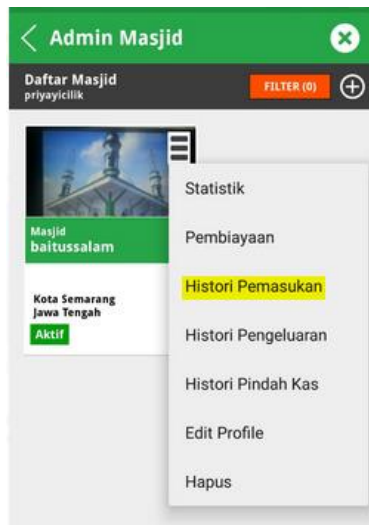 Admin Masjid
Daftar Masjid
priyayicilik
FILTER (0)
Masjid
baitussalam
Kota Semarang
Jawa Tengah
Aktif
Statistik
Pembiayaan
Histori Pemasukan
Histori Pengeluaran
Histori Pindah Kas
Edit Profile
Hapus